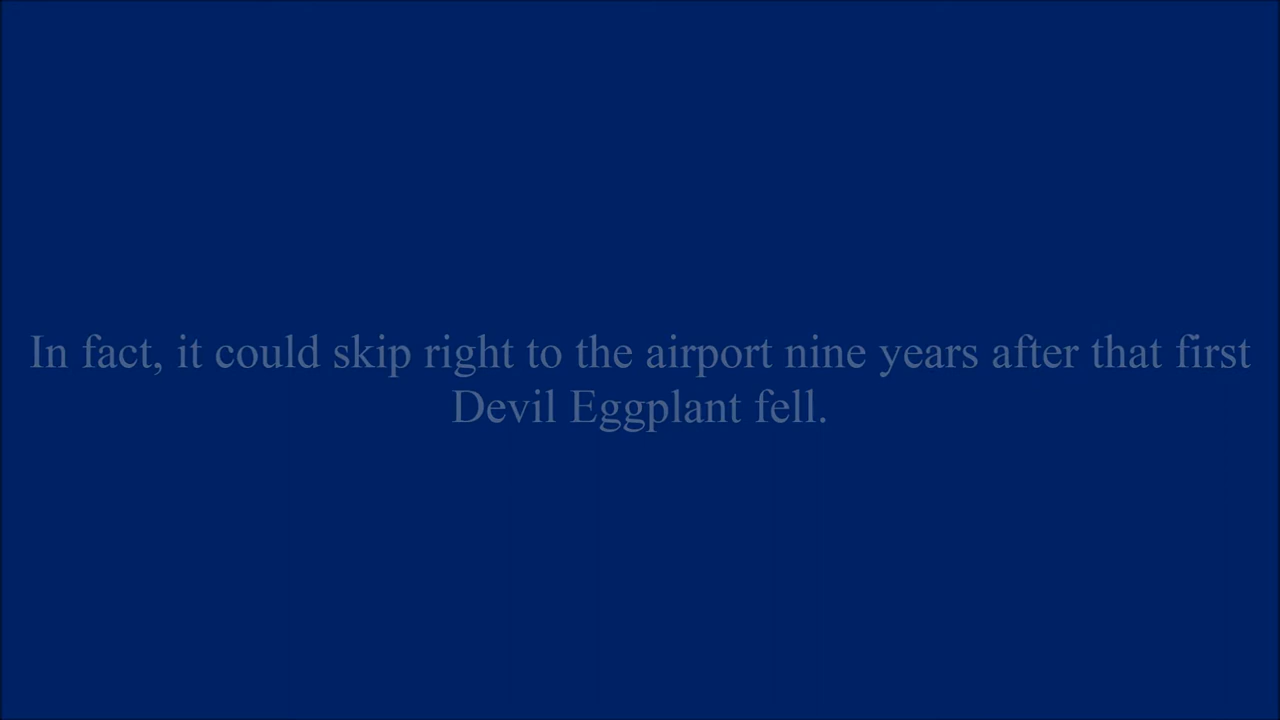 In fact, it could skip right to the airport nine years after that first
Devil Eggplant fell.